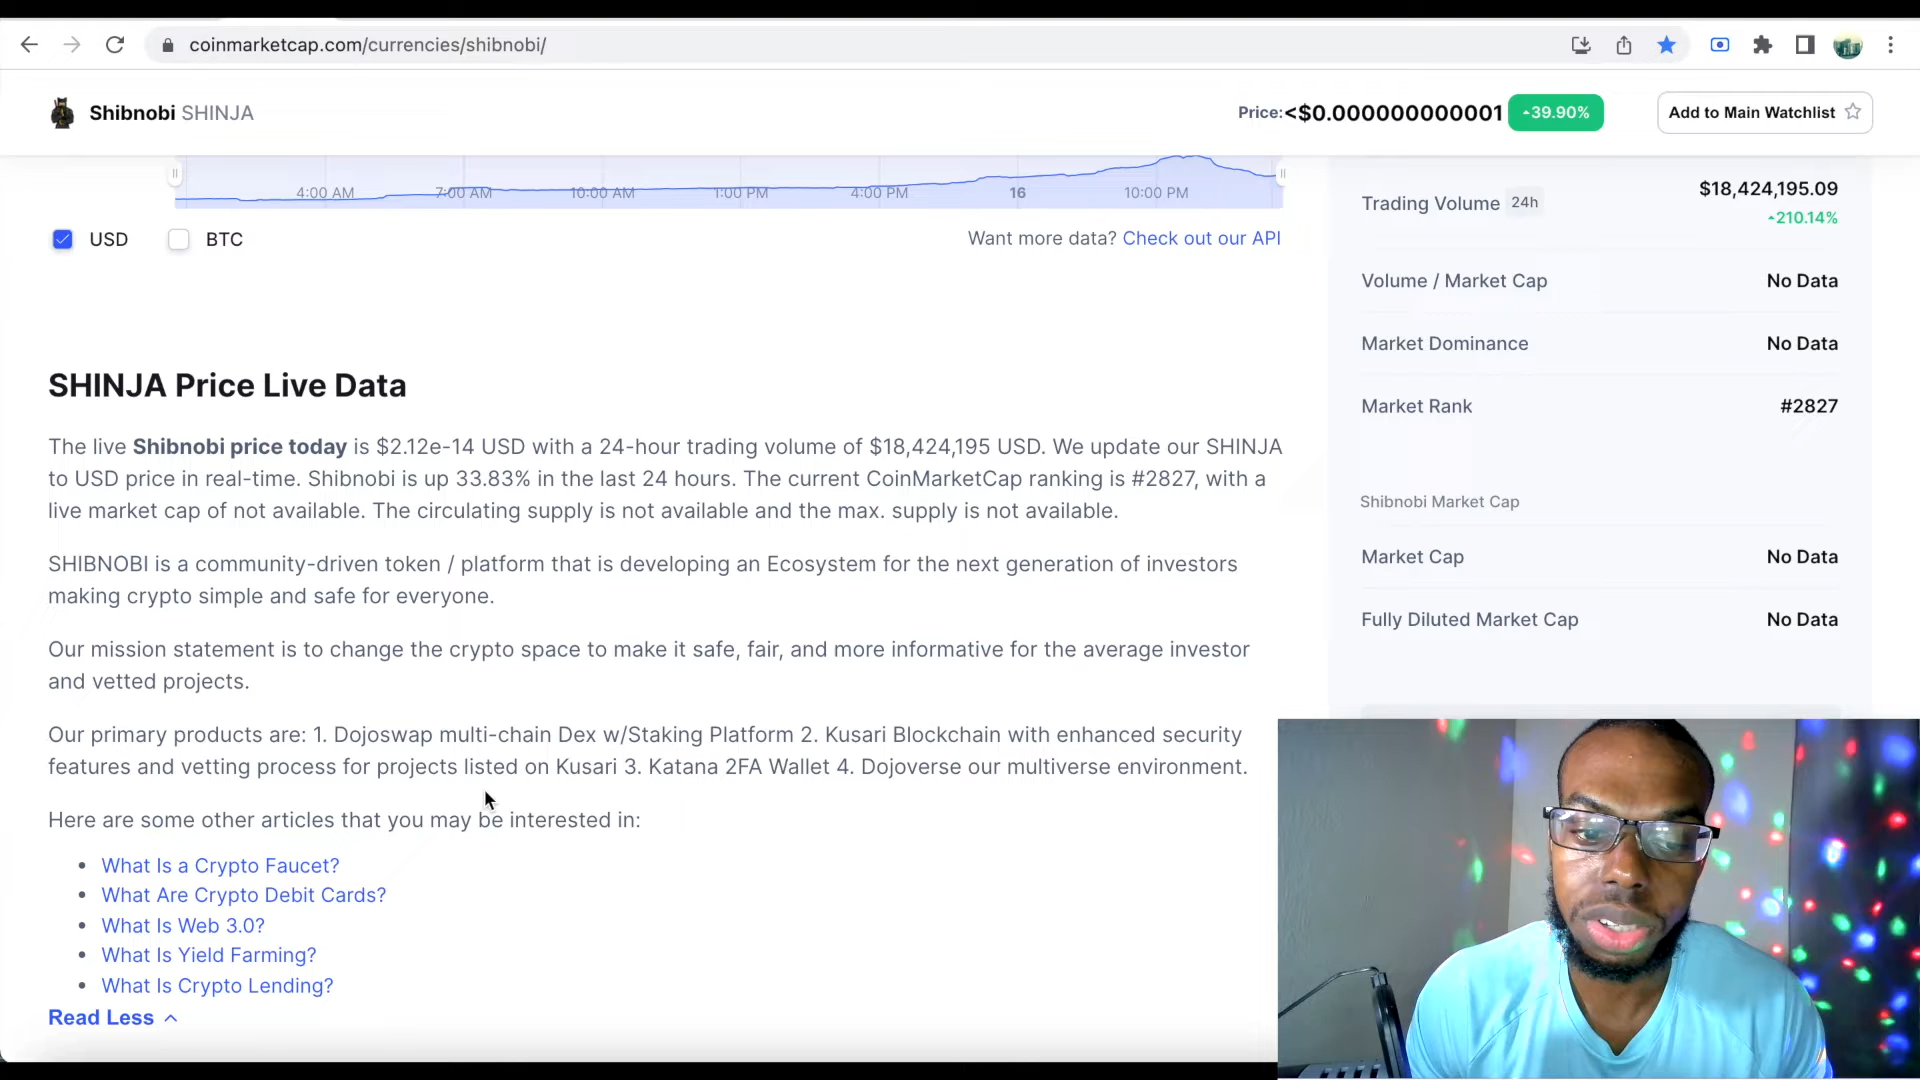 coinmarketcap.com/currencies/shibnobi/
Shibnobi SHINJA
Price:<$0.000000000001 39.90%
Add to Main Watchlist
4:00 AM 7:00 AM 10:00 AM 1:00 PM 4:00 PM 16 10:00 PM
USD BTC
Want more data? Check out our API
SHINJA Price Live Data
The live Shibnobi price today is $2.12e-14 USD with a 24-hour trading volume of $18,424,195 USD. We update our SHINJA
to USD price in real-time. Shibnobi is up 33.83% in the last 24 hours. The current CoinMarketCap ranking is #2827, with a
live market cap of not available. The circulating supply is not available and the max. supply is not available.
SHIBNOBI is a community-driven token / platform that is developing an Ecosystem for the next generation of investors
making crypto simple and safe for everyone.
Our mission statement is to change the crypto space to make it safe, fair, and more informative for the average investor
and vetted projects.
Our primary products are: 1. Dojoswap multi-chain Dex w/Staking Platform 2. Kusari Blockchain with enhanced security
features and vetting process for projects listed on Kusari 3. Katana 2FA Wallet 4. Dojoverse our multiverse environment.
Here are some other articles that you may be interested in:
What Is a Crypto Faucet?
What Are Crypto Debit Cards?
What Is Web 3.0?
What Is Yield Farming?
What Is Crypto Lending?
Read Less
Trading Volume 24h $18,424,195.09
210.14%
Volume / Market Cap No Data
Market Dominance No Data
Market Rank #2827
Shibnobi Market Cap
Market Cap No Data
Fully Diluted Market Cap No Data